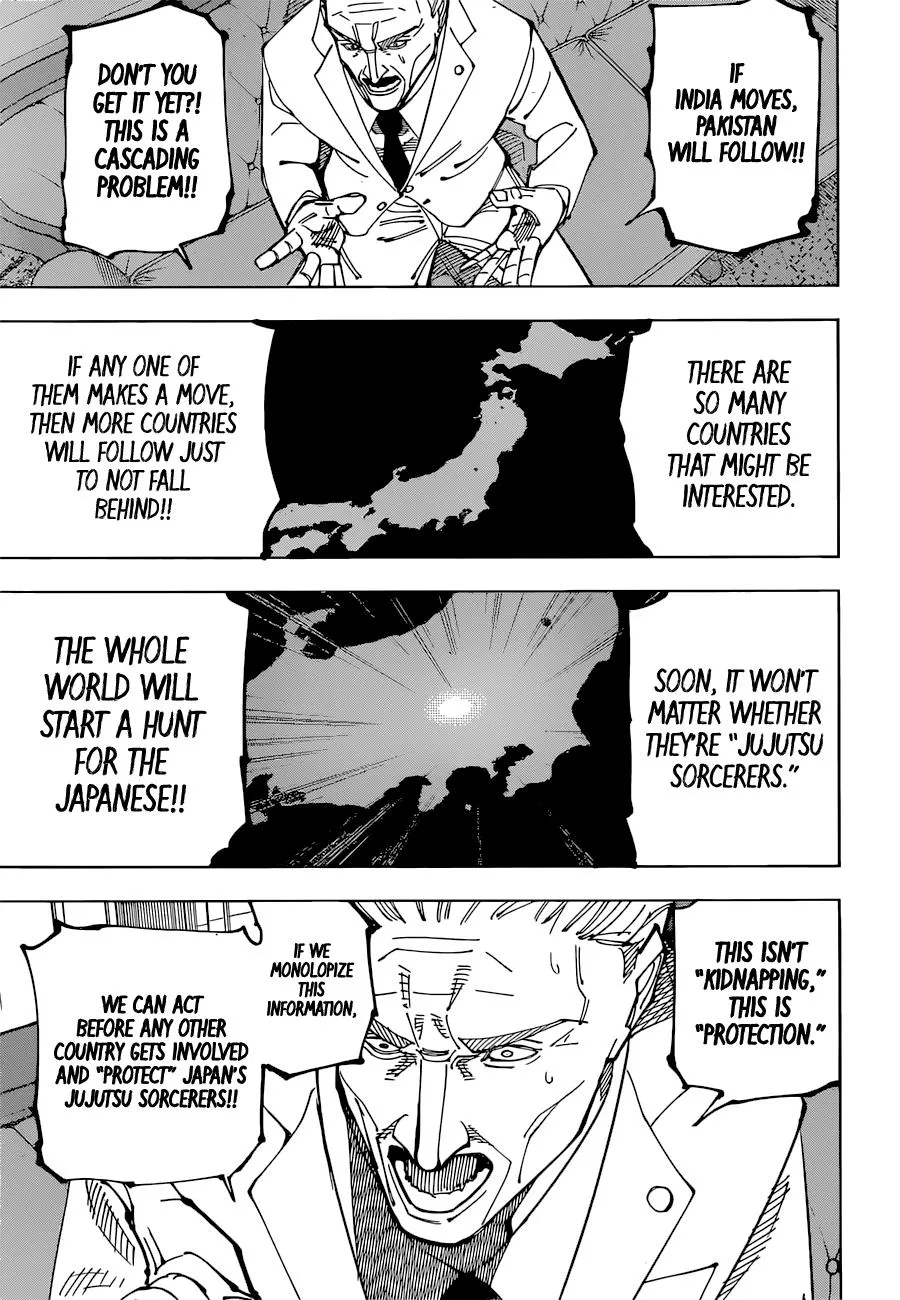 IF
INDIA MOVES,
PAKISTAN
WILL FOLLOW!!
DON'T YOU
GET IT YET?!
THIS IS A
CASCADING
PROBLEM!!
THERE ARE
SO MANY
COUNTRIES
THAT MIGHT BE
INTERESTED.
IF ANY ONE OF
THEM MAKES A MOVE,
THEN MORE COUNTRIES
WILL FOLLOW JUST
TO NOT FALL
BEHIND!!
SOON, IT WON'T
MATTER WHETHER
THEY'RE "JUJUTSU
SORCERERS."
THE WHOLE
WORLD WILL
START A HUNT
FOR THE
JAPANESE!!
THIS ISN'T
"KIDNAPPING,"
THIS IS
"PROTECTION."
IF WE
MONOLOPIZE
THIS
INFORMATION,
WE CAN ACT
BEFORE ANY OTHER
COUNTRY GETS INVOLVED
AND "PROTECT" JAPAN'S
JUJUTSU SORCERERS!!